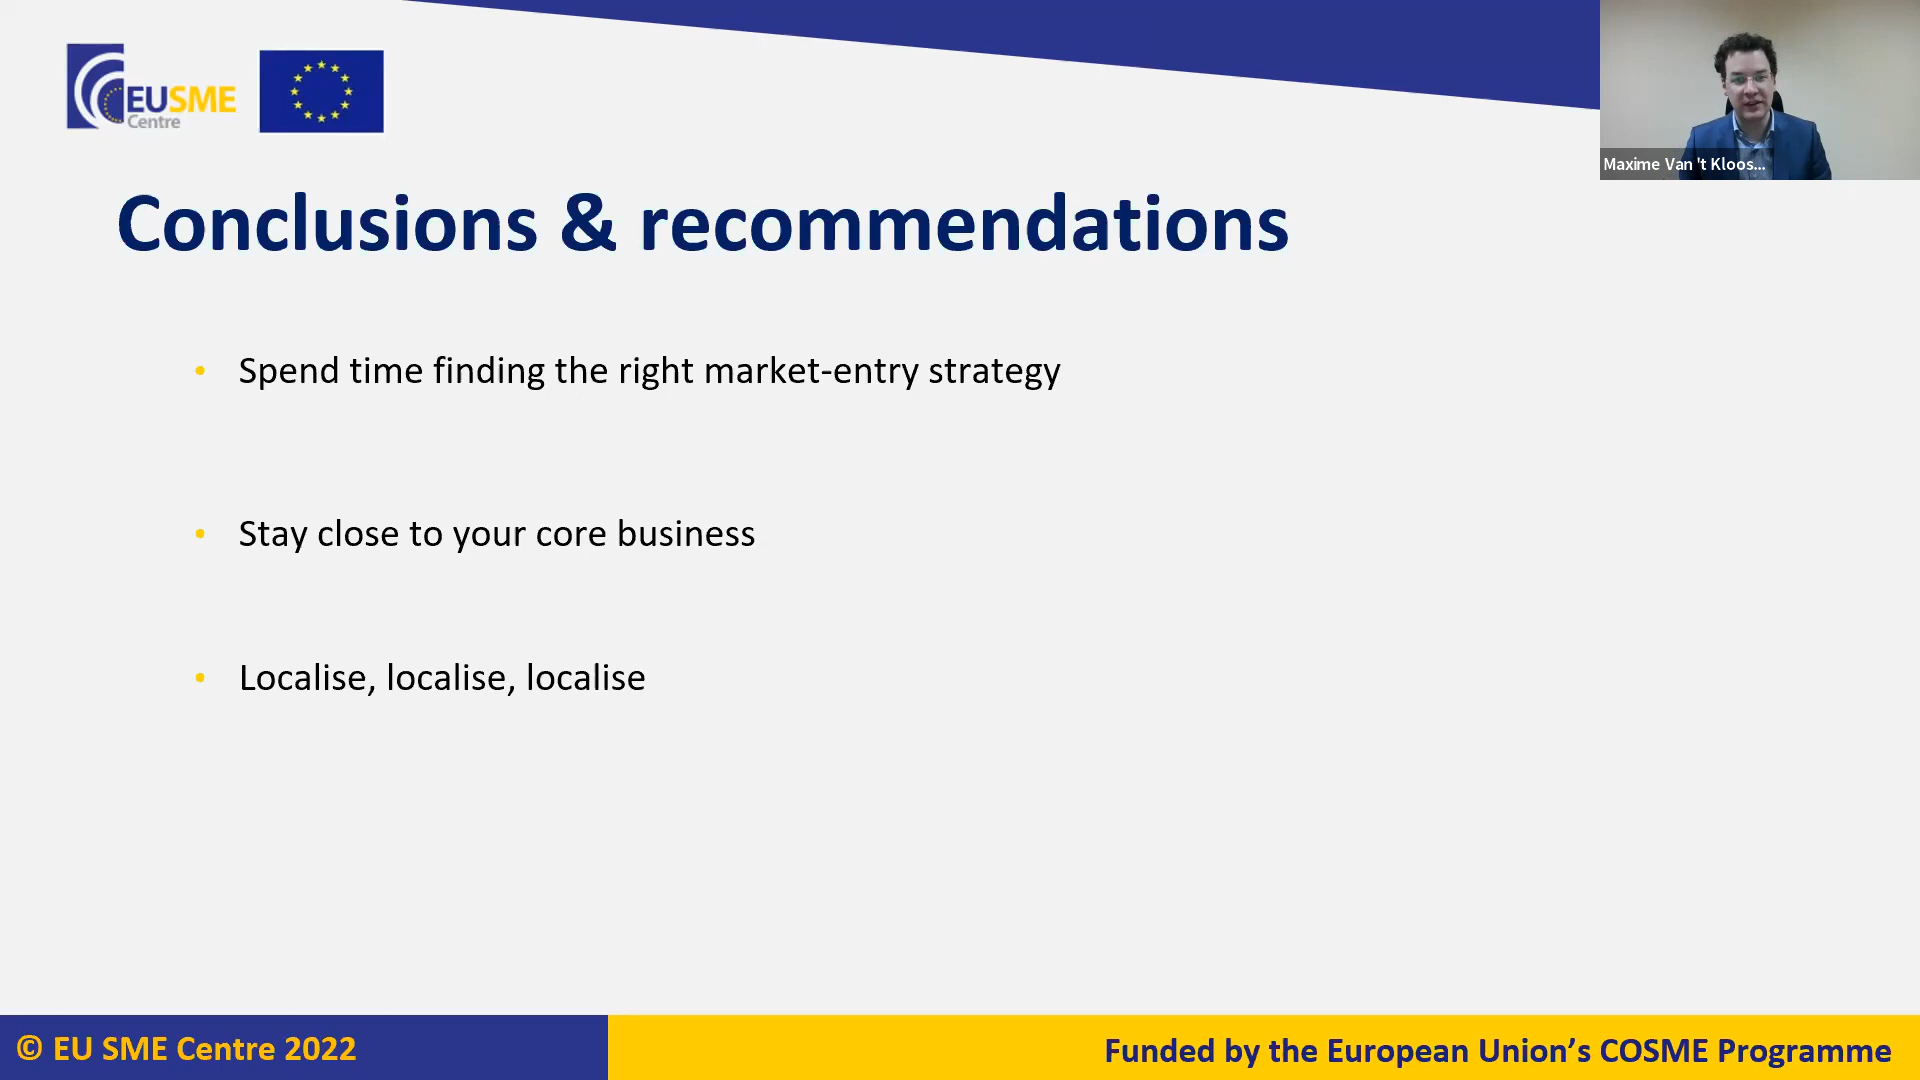 EUSME
Centre
Maxime Van 't Kloos...
Conclusions & recommendations
• Spend time finding the right market-entry strategy
• Stay close to your core business
• Localise, localise, localise
© EU SME Centre 2022
Funded by the European Union’s COSME Programme